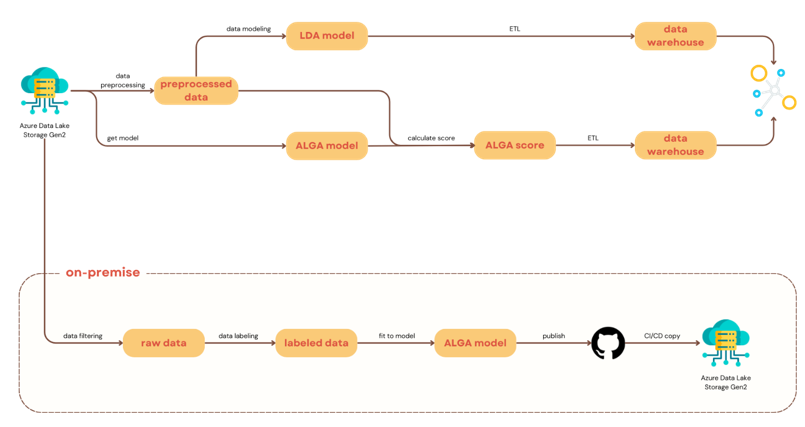 data modeling
LDA model
ETL
data
warehouse
data
preprocessing
preprocessed
data
Azure Data Lake
Storage Gen2
get model
ALGA model
calculate score
ALGA score
ETL
data
warehouse
on-premise
data filtering
raw data
data labeling
labeled data
fit to model
ALGA model
publish
CI/CD copy
Azure Data Lake
Storage Gen2